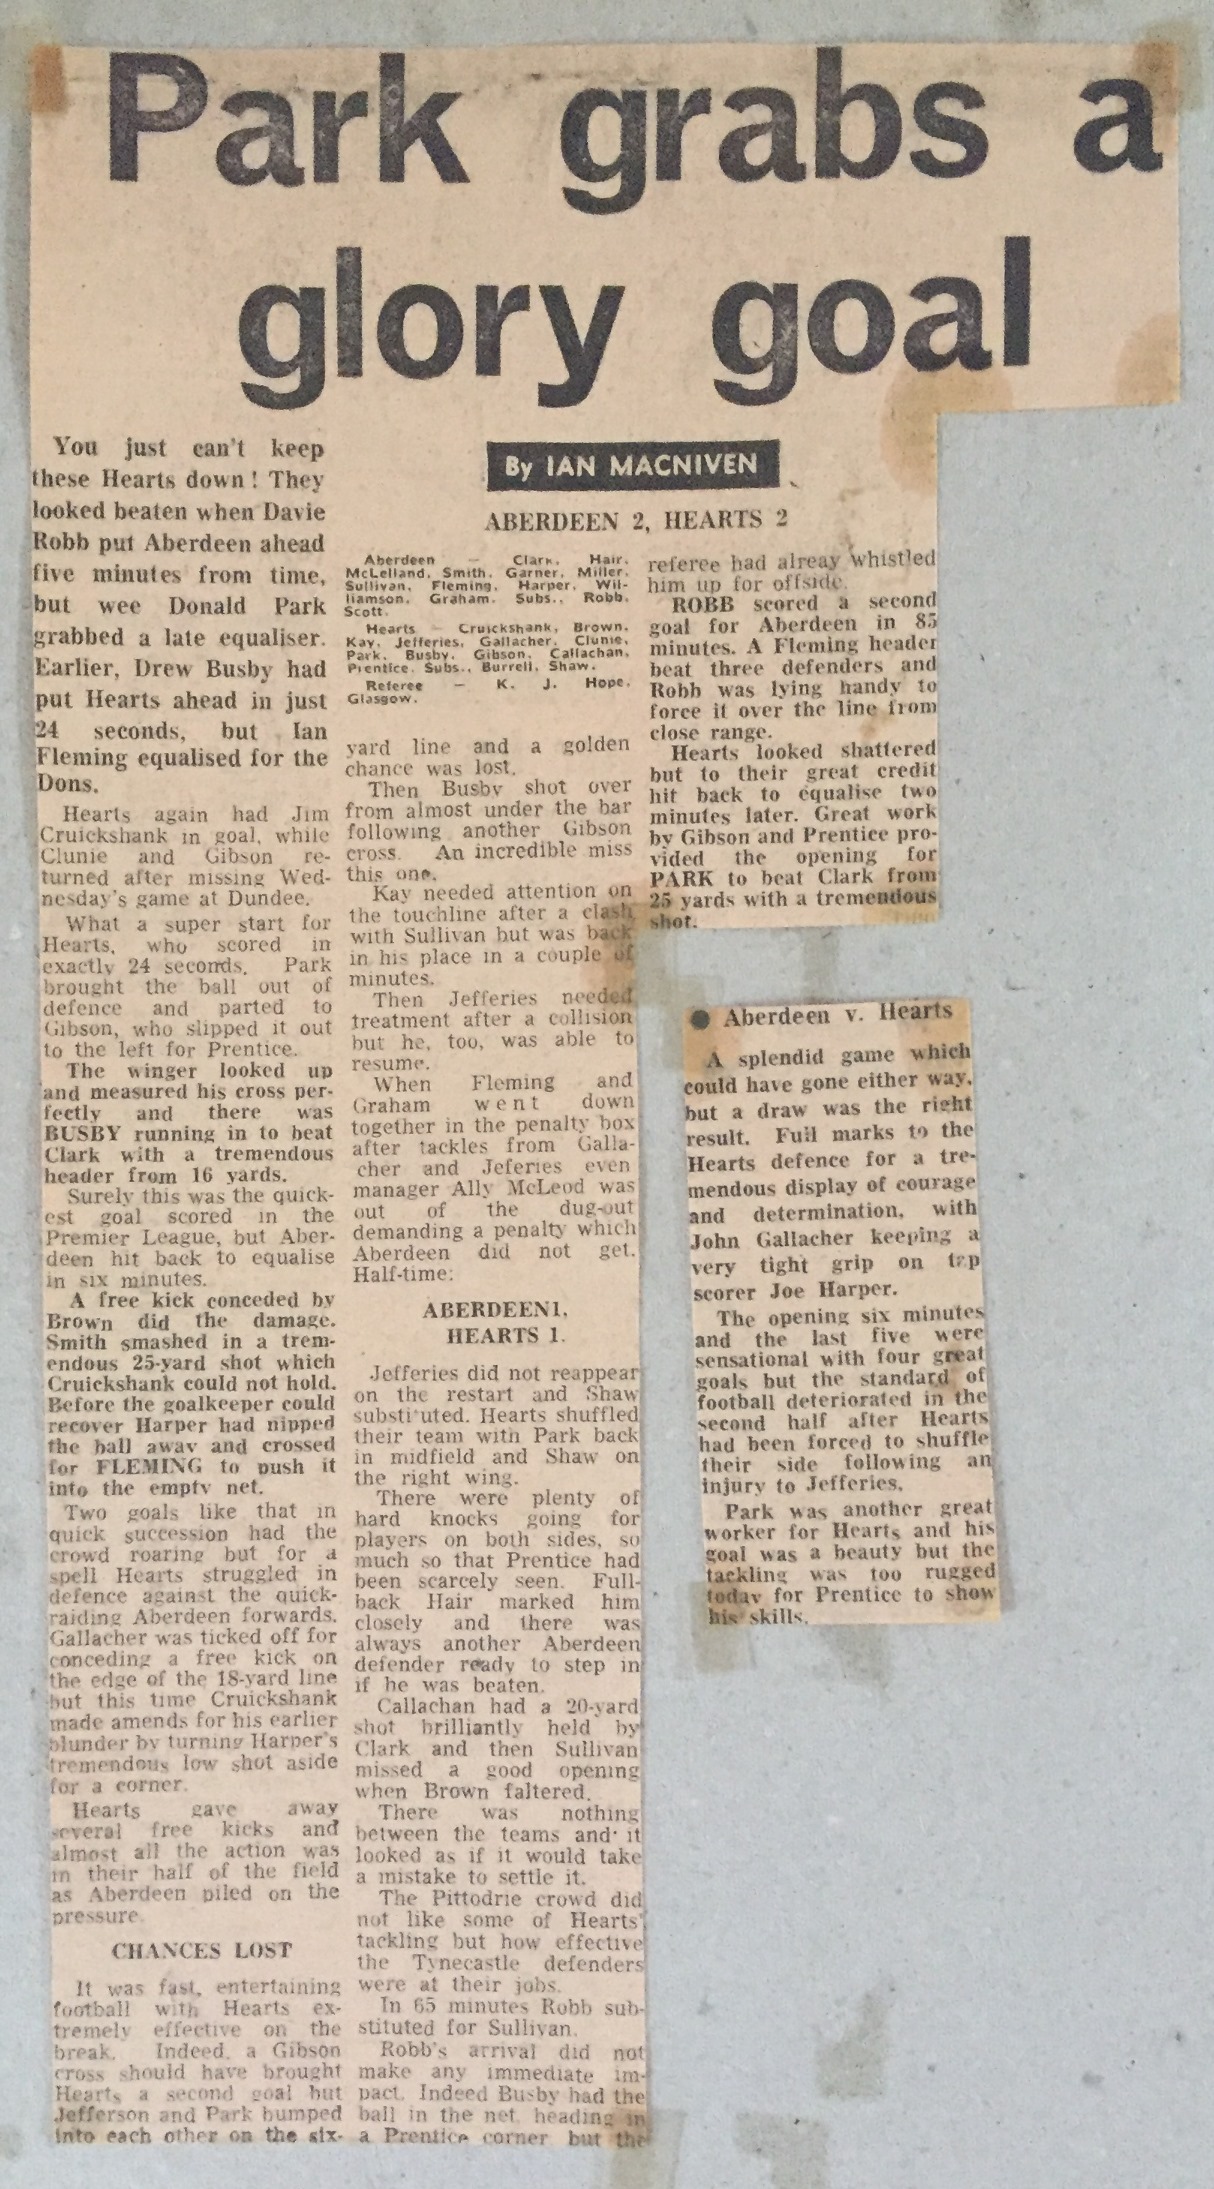 Park grabs a
glory goal
You just can't keep
these Hearts down! They
looked beaten when Davie
Robb put Aberdeen ahead
five minutes from time,
but wee Donald Park
grabbed a late equaliser.
Earlier, Drew Busby had
put Hearts ahead in just
24 seconds, but Ian
Fleming equalised for the
Dons.
Hearts again had Jim
Cruickshank in goal, while
Clunie and Gibson re-
turned after missing Wed-
nesday's game at Dundee.
What a super start for
Hearts, who scored in
exactly 24 seconds. Park
brought the ball out of
defence and parted to
Gibson, who slipped it out
to the left for Prentice.
The winger looked up
and measured his cross per-
fectly and there was
BUSBY running in to beat
Clark with a tremendous
header from 16 yards.
Surely this was the quick-
est goal scored in the
Premier League, but Aber-
deen hit back to equalise
in six minutes.
A free kick conceded by
Brown did the damage.
Smith smashed in a trem-
endous 25-yard shot which
Cruickshank could not hold.
Before the goalkeeper could
recover Harper had nipped
the ball away and crossed
for FLEMING to push it
into the empty net.
Two goals like that in
quick succession had the
crowd roaring but for a
spell Hearts struggled in
defence against the quick-
raiding Aberdeen forwards.
Gallacher was ticked off for
conceding a free kick on
the edge of the 18-yard line
but this time Cruickshank
made amends for his earlier
blunder by turning Harper's
tremendous low shot aside
for a corner.
Hearts gave away
several free kicks and
almost all the action was
in their half of the field
as Aberdeen piled on the
pressure.
CHANCES LOST
It was fast, entertaining
football with Hearts ex-
tremely effective on the
break. Indeed, a Gibson
cross should have brought
Hearts a second goal but
Jefferson and Park bumped
into each other on the six-
By IAN MACNIVEN
ABERDEEN 2, HEARTS 2
Aberdeen — Clark, Hair,
McLelland, Smith, Garner, Miller,
Sullivan, Fleming, Harper, Wil-
liamson, Graham. Subs., Robb,
Scott.
Hearts — Cruickshank, Brown,
Kay, Jefferies, Gallacher, Clunie,
Park, Busby, Gibson, Callachan,
Prentice. Subs., Burrell, Shaw.
Referee — K. J. Hope,
Glasgow.
yard line and a golden
chance was lost.
Then Busby shot over
from almost under the bar
following another Gibson
cross. An incredible miss
this one.
Kay needed attention on
the touchline after a clash
with Sullivan but was back
in his place in a couple of
minutes.
Then Jefferies needed
treatment after a collision
but he, too, was able to
resume.
When Fleming and
Graham went down
together in the penalty box
after tackles from Galla-
cher and Jeferies even
manager Ally McLeod was
out of the dug-out
demanding a penalty which
Aberdeen did not get.
Half-time:
ABERDEEN1,
HEARTS 1.
Jefferies did not reappear
on the restart and Shaw
substituted. Hearts shuffled
their team with Park back
in midfield and Shaw on
the right wing.
There were plenty of
hard knocks going for
players on both sides, so
much so that Prentice had
been scarcely seen. Full-
back Hair marked him
closely and there was
always another Aberdeen
defender ready to step in
if he was beaten.
Callachan had a 20-yard
shot brilliantly held by
Clark and then Sullivan
missed a good opening
when Brown faltered.
There was nothing
between the teams and it
looked as if it would take
a mistake to settle it.
The Pittodrie crowd did
not like some of Hearts'
tackling but how effective
the Tynecastle defenders
were at their jobs.
In 65 minutes Robb sub-
stituted for Sullivan.
Robb's arrival did not
make any immediate im-
pact. Indeed Busby had the
ball in the net, heading in
a Prentice corner but the
referee had alreay whistled
him up for offside.
ROBB scored a second
goal for Aberdeen in 85
minutes. A Fleming header
beat three defenders and
Robb was lying handy to
force it over the line from
close range.
Hearts looked shattered
but to their great credit
hit back to equalise two
minutes later. Great work
by Gibson and Prentice pro-
vided the opening for
PARK to beat Clark from
25 yards with a tremendous
shot.
● Aberdeen v. Hearts
A splendid game which
could have gone either way,
but a draw was the right
result. Full marks to the
Hearts defence for a tre-
mendous display of courage
and determination, with
John Gallacher keeping a
very tight grip on top
scorer Joe Harper.
The opening six minutes
and the last five were
sensational with four great
goals but the standard of
football deteriorated in the
second half after Hearts
had been forced to shuffle
their side following an
injury to Jefferies.
Park was another great
worker for Hearts and his
goal was a beauty but the
tackling was too rugged
today for Prentice to show
his skills.